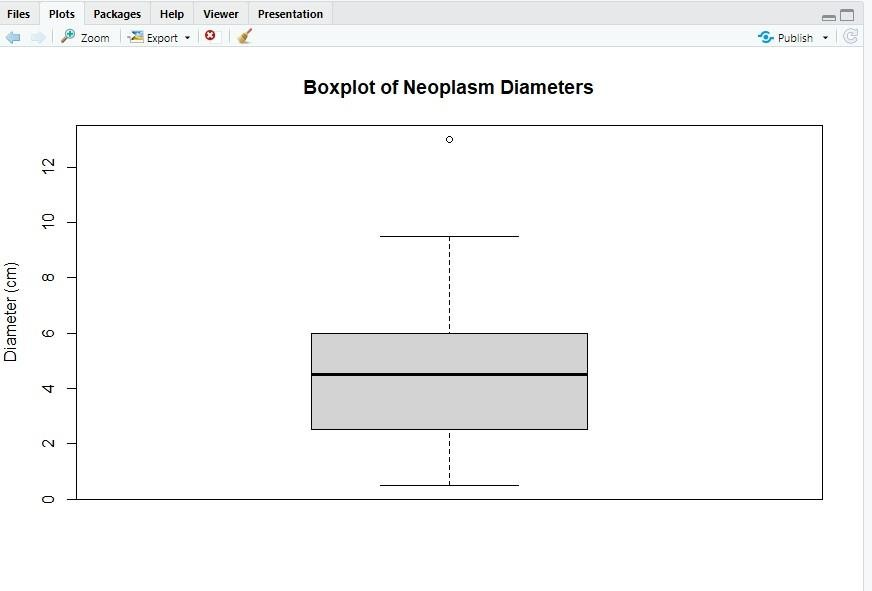 Files Plots Packages Help Viewer Presentation
Zoom Export Publish
Boxplot of Neoplasm Diameters
Diameter (cm)
12
10
8
6
4
2
0